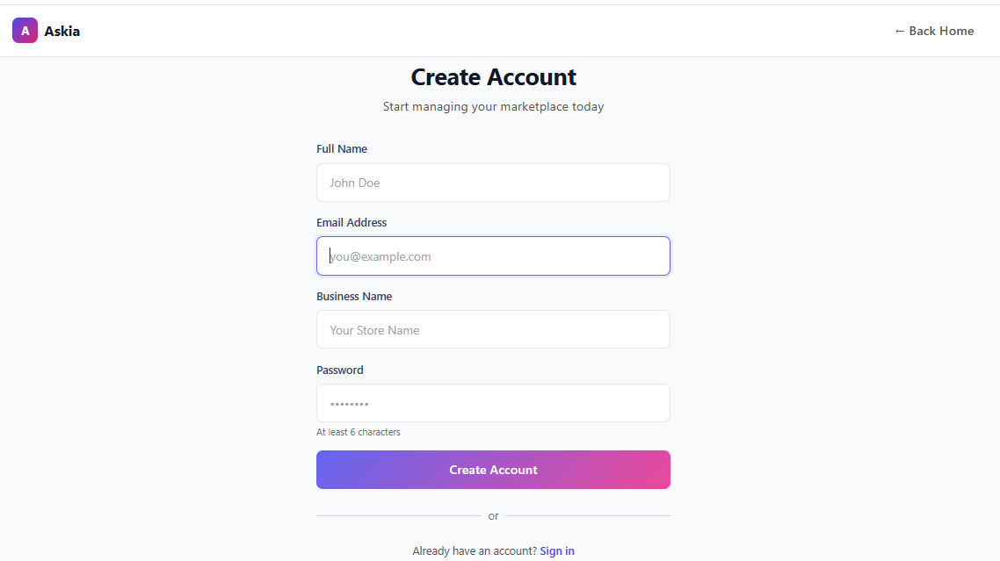 A Askia
← Back Home
Create Account
Start managing your marketplace today
Full Name
John Doe
Email Address
you@example.com
Business Name
Your Store Name
Password
••••••••
At least 6 characters
Create Account
or
Already have an account? Sign in